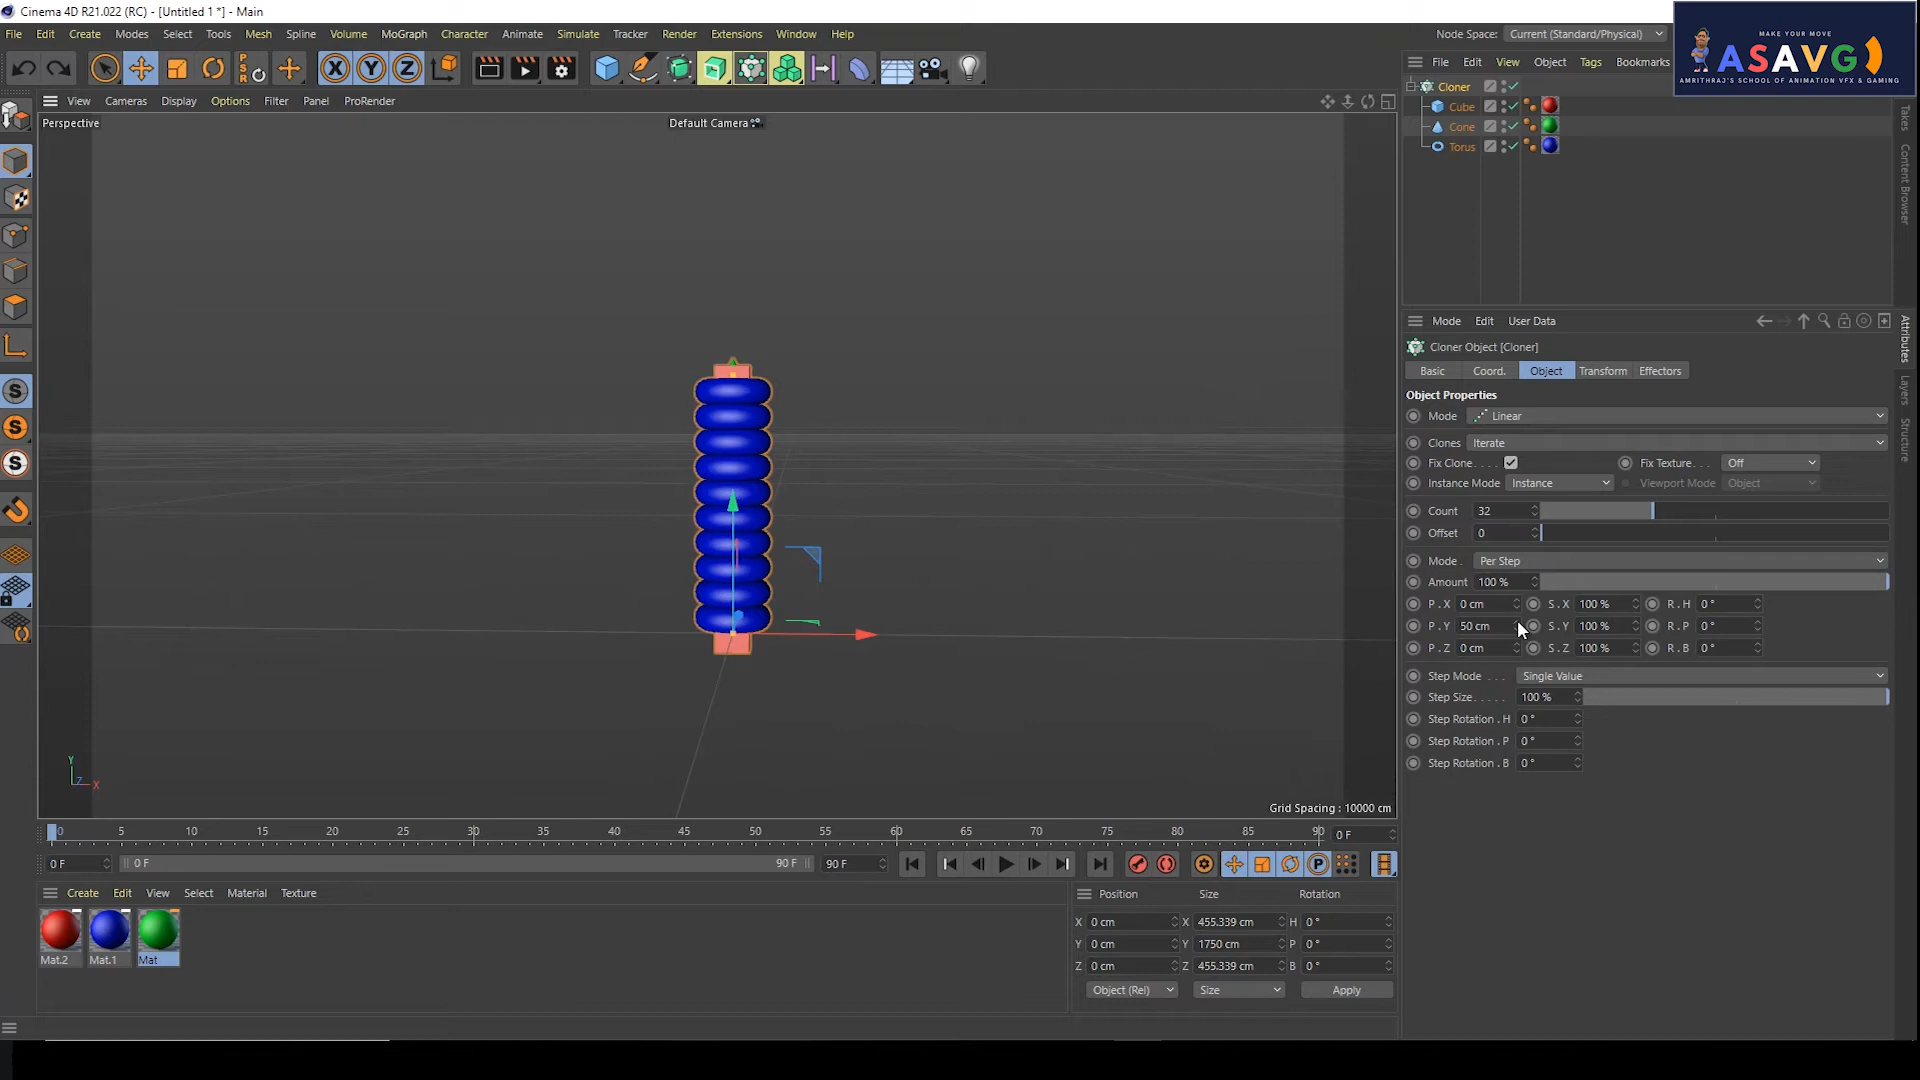 Cinema 4D R21.022 (RC) - [Untitled 1 *] - Main
File Edit Create Modes Select Tools Mesh Spline Volume MoGraph Character Animate Simulate Tracker Render Extensions Window Help
Node Space: Current (Standard/Physical)
MAKE YOUR MOVE
ASAVG
AMRITHRAJ'S SCHOOL OF ANIMATION VFX & GAMING
File Edit View Object Tags Bookmarks
View Cameras Display Options Filter Panel ProRender
Perspective
Default Camera
Cloner
Cube
Cone
Torus
Takes
Content Browser
Attributes
Layers
Structure
Mode Edit User Data
Cloner Object [Cloner]
Basic Coord. Object Transform Effectors
Object Properties
Mode Linear
Clones Iterate
Fix Clone . . . . Fix Texture . . . Off
Instance Mode Instance Viewport Mode Object
Count 32
Offset 0
Mode . Per Step
Amount 100 %
P . X 0 cm S . X 100 % R . H 0 °
P . Y 50 cm S . Y 100 % R . P 0 °
P . Z 0 cm S . Z 100 % R . B 0 °
Step Mode . . . Single Value
Step Size . . . . . 100 %
Step Rotation . H 0 °
Step Rotation . P 0 °
Step Rotation . B 0 °
Y
Z X
Grid Spacing : 10000 cm
0 5 10 15 20 25 30 35 40 45 50 55 60 65 70 75 80 85 90 0 F
0 F 0 F 90 F 90 F
Create Edit View Select Material Texture
Mat.2 Mat.1 Mat
Position Size Rotation
X 0 cm X 455.339 cm H 0 °
Y 0 cm Y 1750 cm P 0 °
Z 0 cm Z 455.339 cm B 0 °
Object (Rel) Size Apply